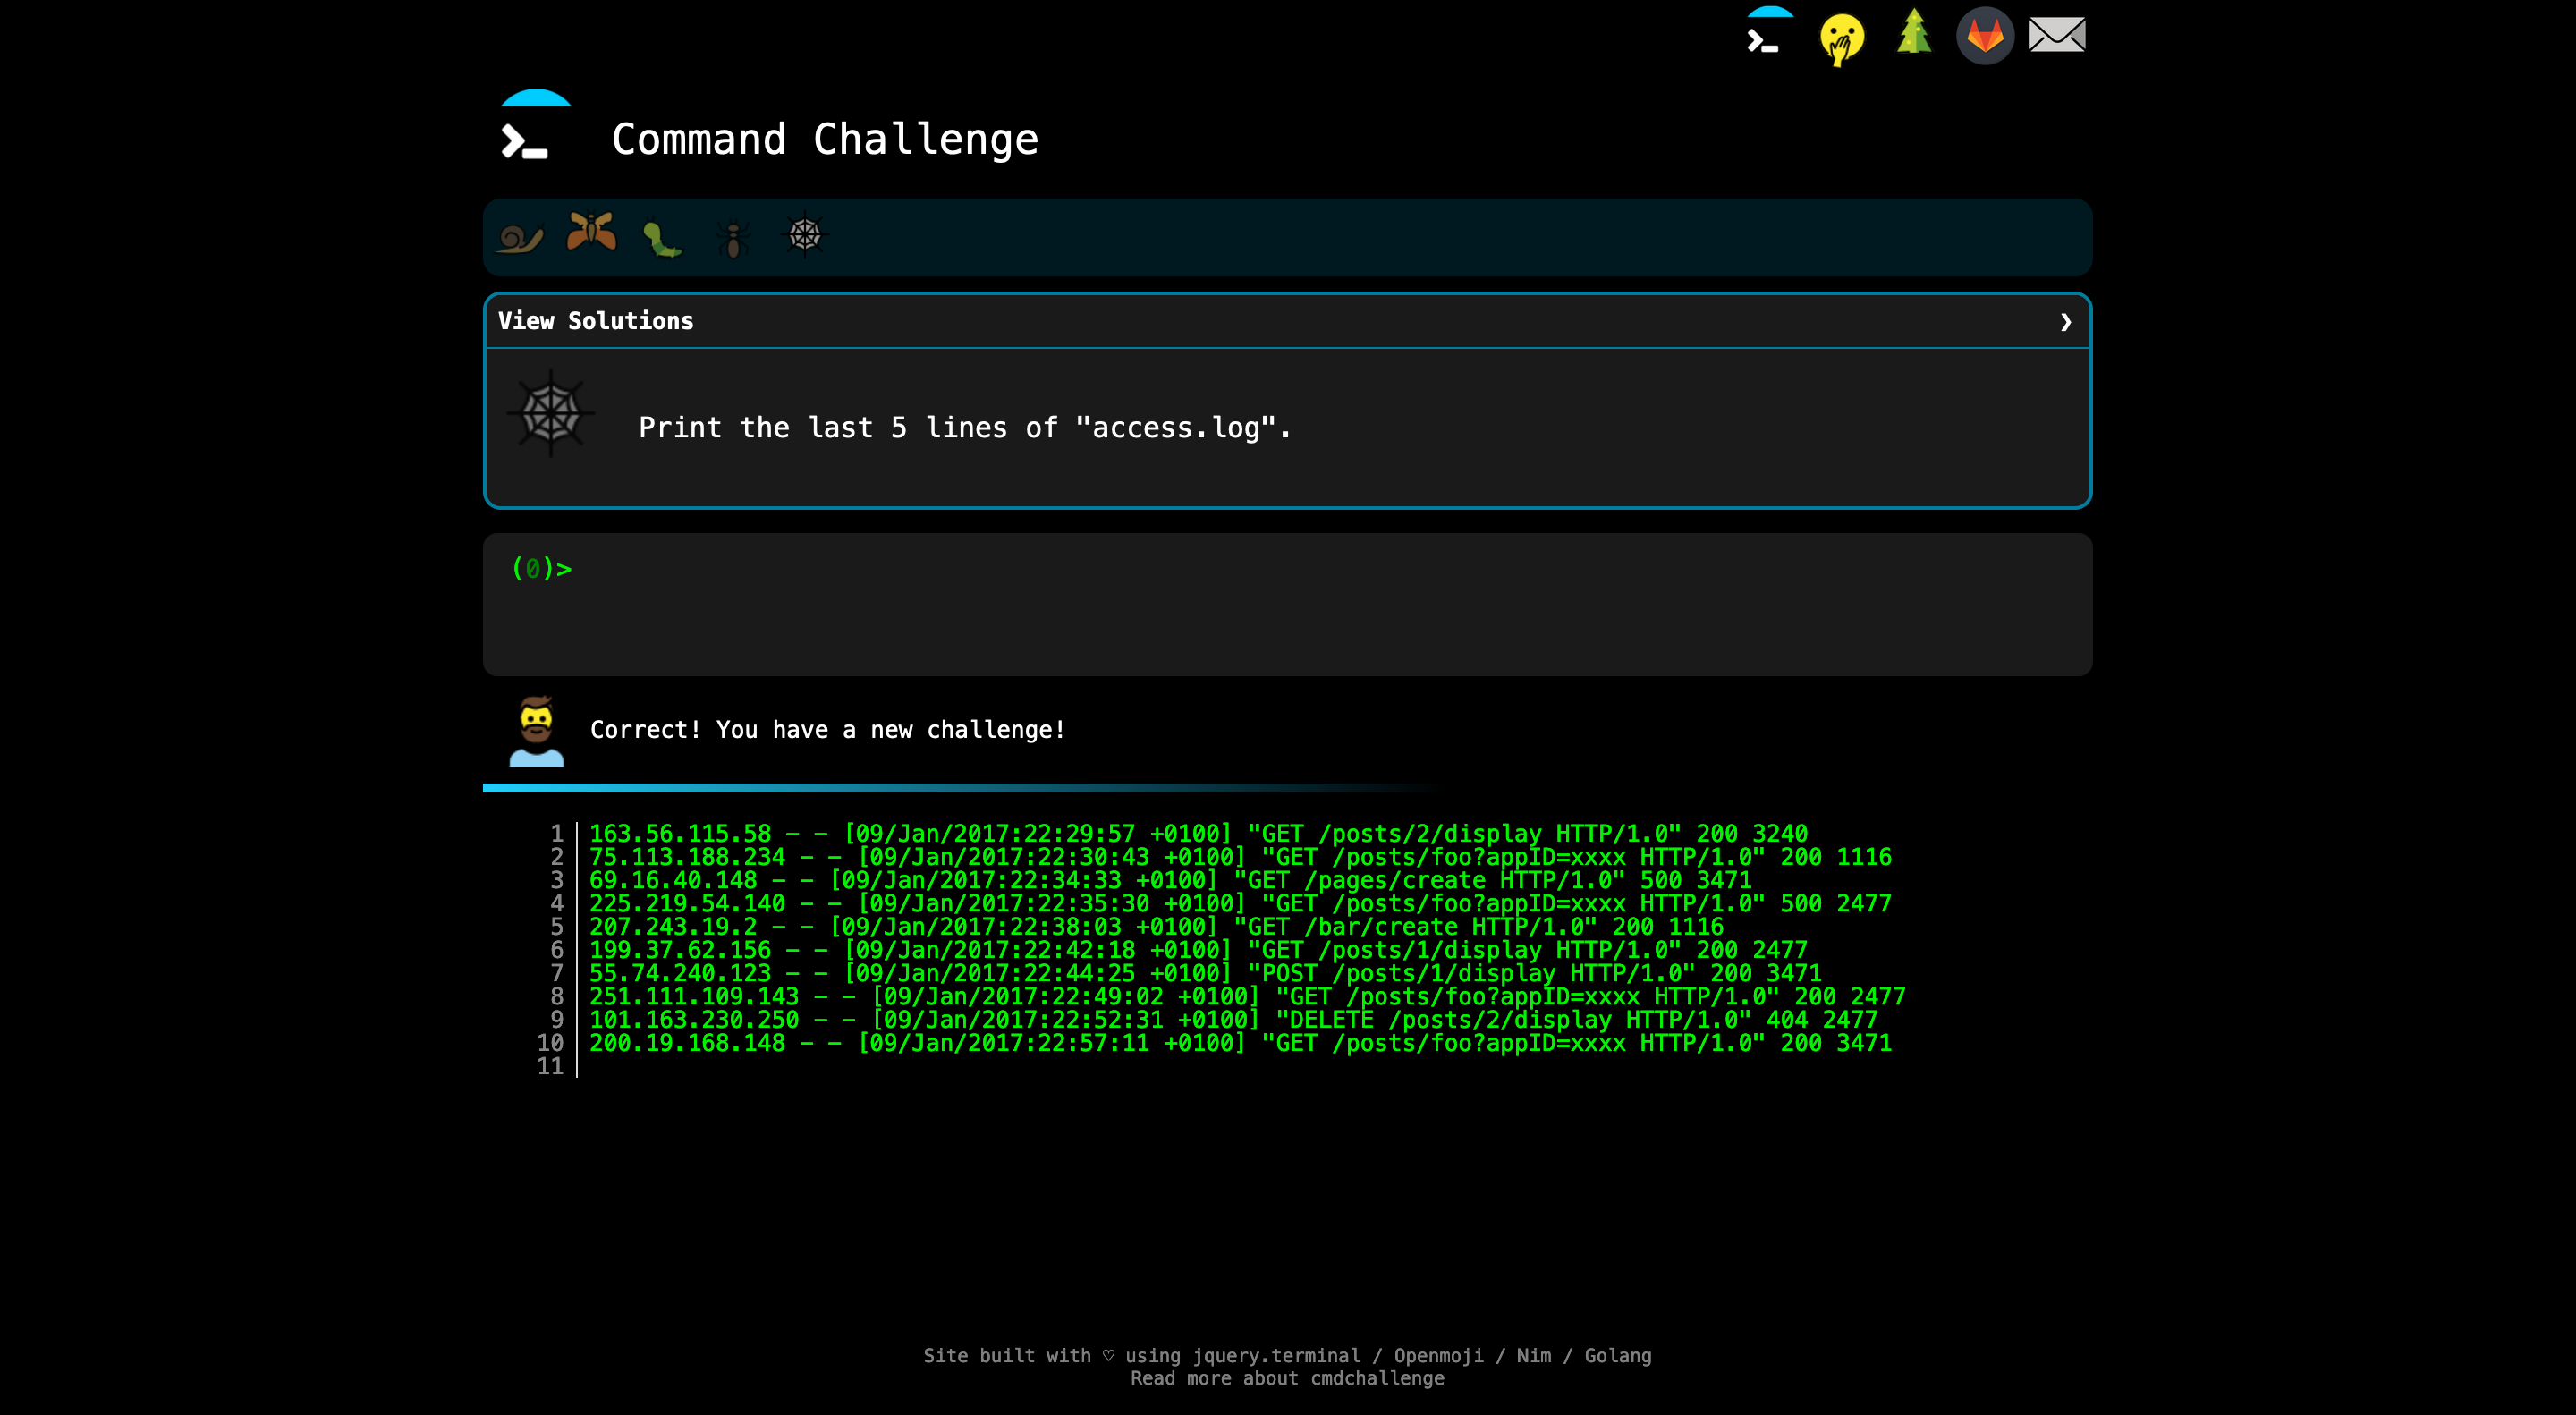 Command Challenge
View Solutions ❯
Print the last 5 lines of "access.log".
(0)>
Correct! You have a new challenge!
1 163.56.115.58 - - [09/Jan/2017:22:29:57 +0100] "GET /posts/2/display HTTP/1.0" 200 3240
2 75.113.188.234 - - [09/Jan/2017:22:30:43 +0100] "GET /posts/foo?appID=xxxx HTTP/1.0" 200 1116
3 69.16.40.148 - - [09/Jan/2017:22:34:33 +0100] "GET /pages/create HTTP/1.0" 500 3471
4 225.219.54.140 - - [09/Jan/2017:22:35:30 +0100] "GET /posts/foo?appID=xxxx HTTP/1.0" 500 2477
5 207.243.19.2 - - [09/Jan/2017:22:38:03 +0100] "GET /bar/create HTTP/1.0" 200 1116
6 199.37.62.156 - - [09/Jan/2017:22:42:18 +0100] "GET /posts/1/display HTTP/1.0" 200 2477
7 55.74.240.123 - - [09/Jan/2017:22:44:25 +0100] "POST /posts/1/display HTTP/1.0" 200 3471
8 251.111.109.143 - - [09/Jan/2017:22:49:02 +0100] "GET /posts/foo?appID=xxxx HTTP/1.0" 200 2477
9 101.163.230.250 - - [09/Jan/2017:22:52:31 +0100] "DELETE /posts/2/display HTTP/1.0" 404 2477
10 200.19.168.148 - - [09/Jan/2017:22:57:11 +0100] "GET /posts/foo?appID=xxxx HTTP/1.0" 200 3471
11
Site built with ♡ using jquery.terminal / Openmoji / Nim / Golang
Read more about cmdchallenge